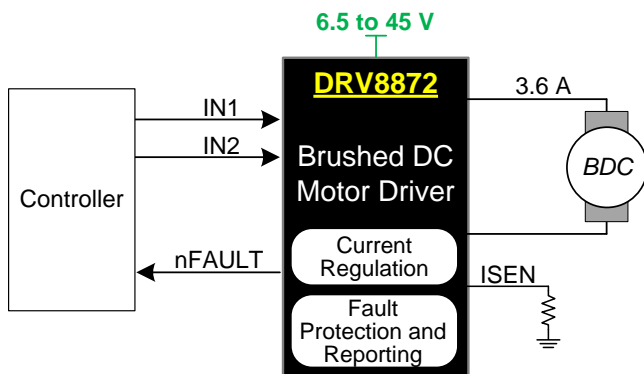 6.5 to 45 V
DRV8872
3.6 A
IN1
IN2
Brushed DC
Motor Driver
BDC
Controller
nFAULT
Current
Regulation
ISEN
Fault
Protection and
Reporting